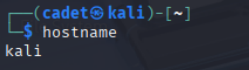 ┌──(cadet㉿kali)-[~]
└─$ hostname
kali